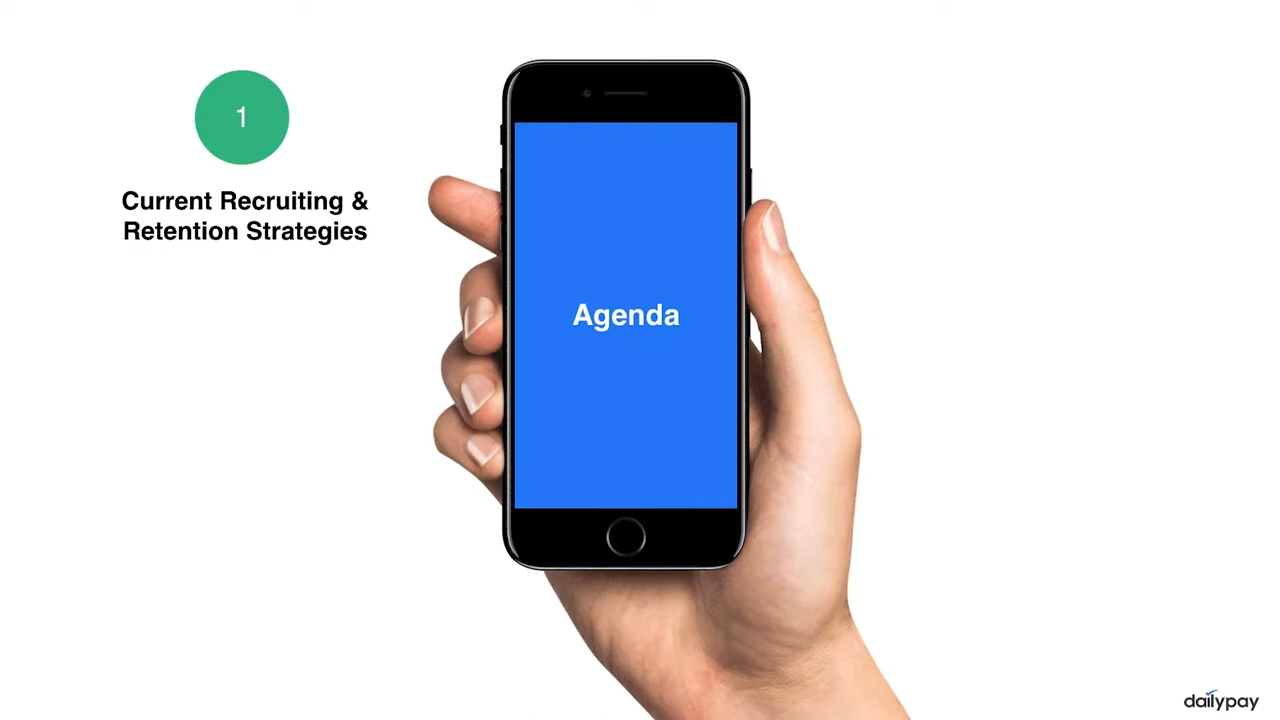 1
Current Recruiting &
Retention Strategies
Agenda
dailypay